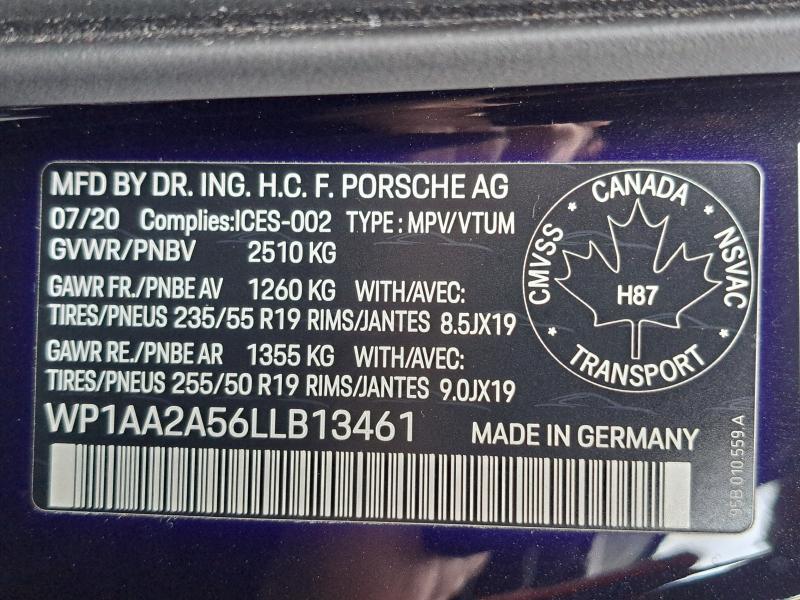 MFD BY DR. ING. H.C. F. PORSCHE AG
07/20 Complies:ICES-002 TYPE : MPV/VTUM
GVWR/PNBV 2510 KG
GAWR FR./PNBE AV 1260 KG WITH/AVEC:
TIRES/PNEUS 235/55 R19 RIMS/JANTES 8.5JX19
GAWR RE./PNBE AR 1355 KG WITH/AVEC:
TIRES/PNEUS 255/50 R19 RIMS/JANTES 9.0JX19
WP1AA2A56LLB13461 MADE IN GERMANY
CANADA
CMVSS
NSVAC
H87
TRANSPORT
95B 010 559 A